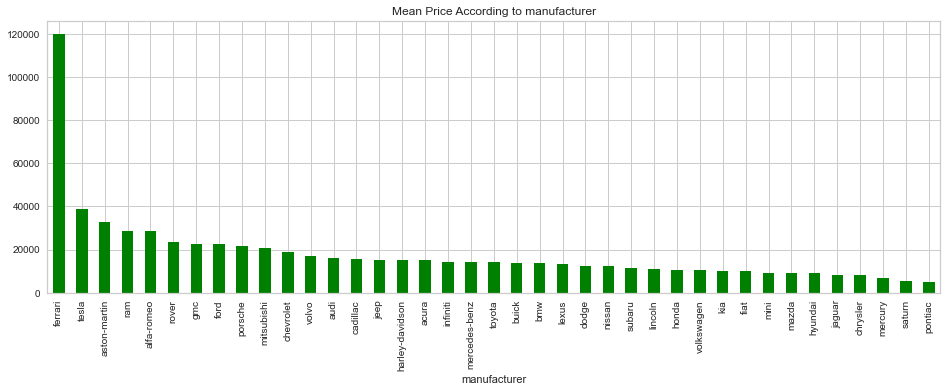 Mean Price According to manufacturer
120000
100000
80000
60000
40000
20000
0
ferrari
tesla
aston-martin
ram
alfa-romeo
rover
gmc
ford
porsche
mitsubishi
chevrolet
volvo
audi
cadillac
jeep
harley-davidson
acura
infiniti
mercedes-benz
toyota
buick
bmw
lexus
dodge
nissan
subaru
lincoln
honda
volkswagen
kia
fiat
mini
mazda
hyundai
jaguar
chrysler
mercury
saturn
pontiac
manufacturer